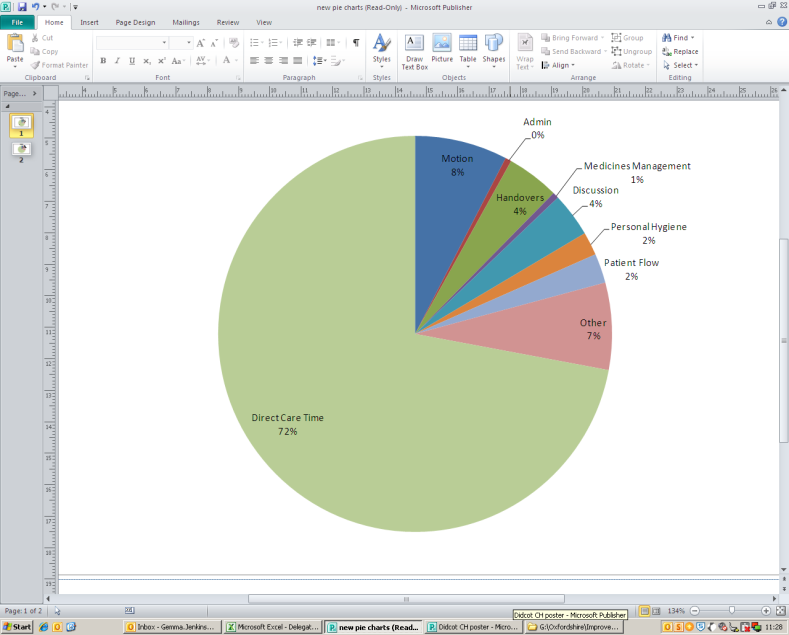 new pie charts (Read-Only) - Microsoft Publisher
File Home Insert Page Design Mailings Review View
Paste
Cut
Copy
Format Painter
Clipboard
Font
Paragraph
Styles
Styles
Draw
Text Box
Picture
Table
Shapes
Objects
Wrap
Text
Bring Forward
Send Backward
Align
Group
Ungroup
Rotate
Arrange
Find
Replace
Select
Editing
Page...
1
2
Admin
0%
Motion
8%
Medicines Management
1%
Handovers
4%
Discussion
4%
Personal Hygiene
2%
Patient Flow
2%
Other
7%
Direct Care Time
72%
Page: 1 of 2
134%
Didcot CH poster - Microsoft Publisher
Start
Inbox - Gemma.Jenkins...
Microsoft Excel - Delegat...
new pie charts (Read...
Didcot CH poster - Micro...
G:\Oxfordshire\Improve...
11:28